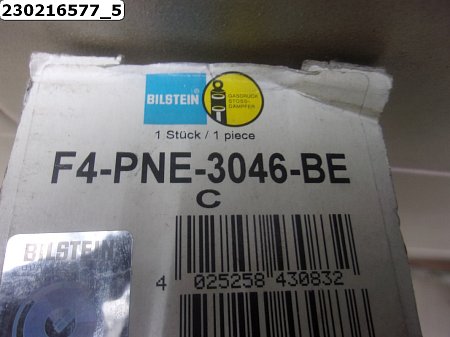 230216577_5
BILSTEIN
GASDRUCK
STOSS-
DÄMPFER
1 Stück / 1 piece
F4-PNE-3046-BE
C
BILSTEIN
4 025258 430832